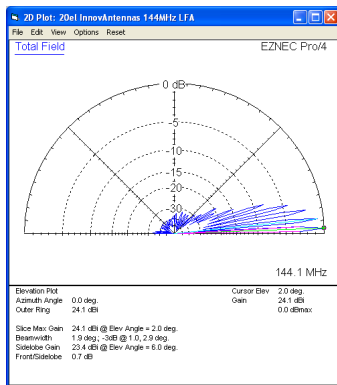 2D Plot: 20el InnovAntennas 144MHz LFA
File Edit View Options Reset
Total Field
EZNEC Pro/4
0 dB
-5
-10
-15
-20
-30
144.1 MHz
Elevation Plot
Cursor Elev 2.0 deg.
Azimuth Angle 0.0 deg.
Gain 24.1 dBi
Outer Ring 24.1 dBi
0.0 dBmax
Slice Max Gain 24.1 dBi @ Elev Angle = 2.0 deg.
Beamwidth 1.9 deg.; -3dB @ 1.0, 2.9 deg.
Sidelobe Gain 23.4 dBi @ Elev Angle = 6.0 deg.
Front/Sidelobe 0.7 dB